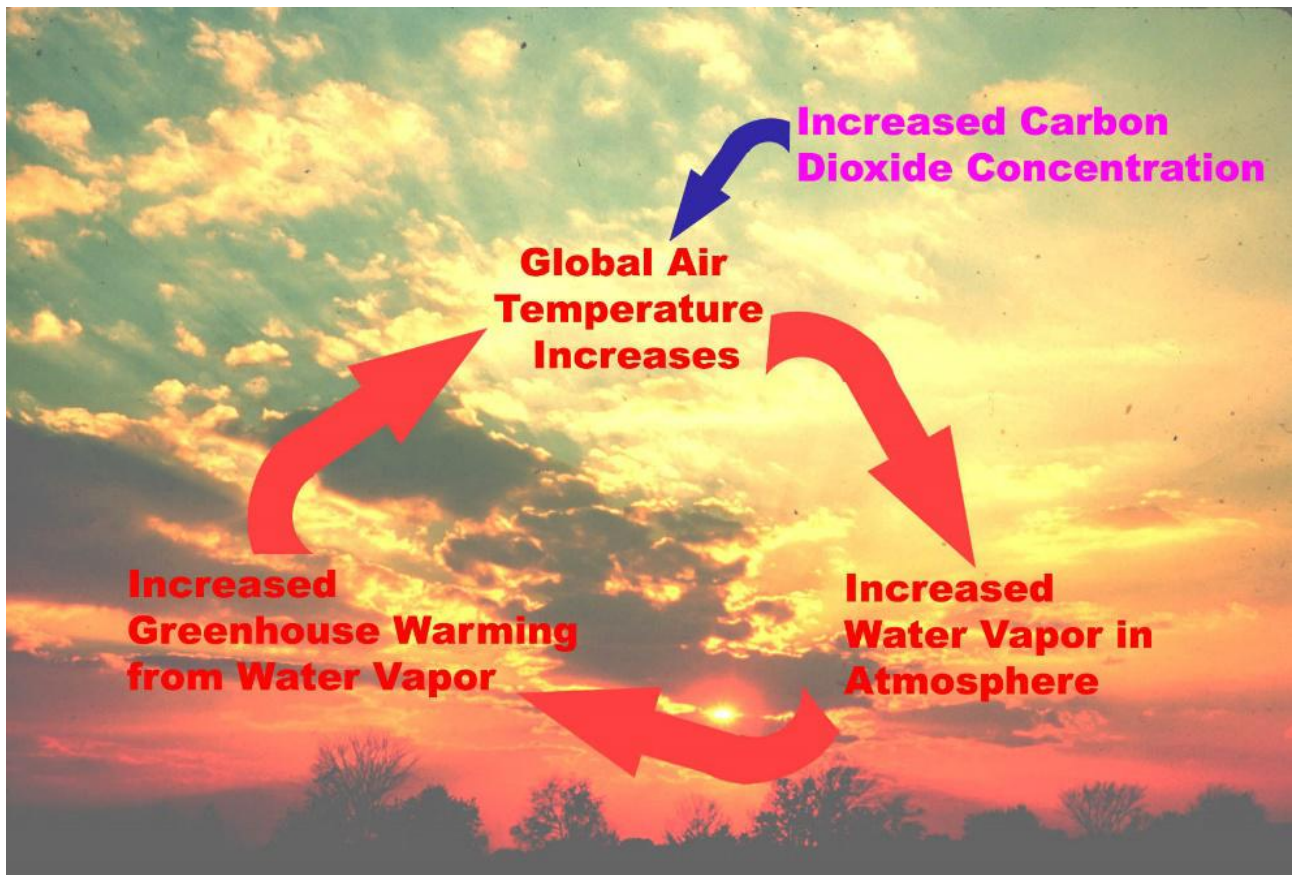 Increased Carbon
Dioxide Concentration
Global Air
Temperature
Increases
Increased
Water Vapor in
Atmosphere
Increased
Greenhouse Warming
from Water Vapor